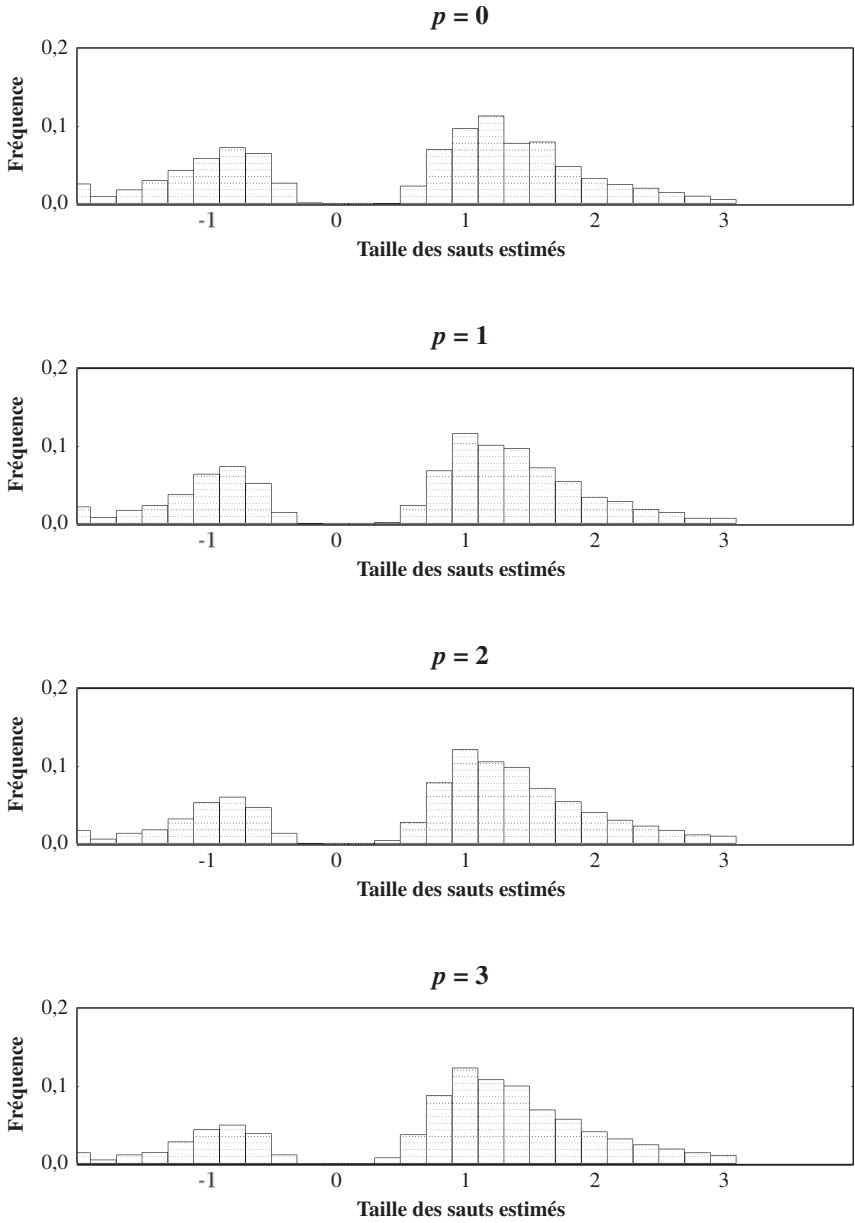 p = 0
0,2
0,1
0,0
Fréquence
-1 0 1 2 3
Taille des sauts estimés
p = 1
0,2
0,1
0,0
Fréquence
-1 0 1 2 3
Taille des sauts estimés
p = 2
0,2
0,1
0,0
Fréquence
-1 0 1 2 3
Taille des sauts estimés
p = 3
0,2
0,1
0,0
Fréquence
-1 0 1 2 3
Taille des sauts estimés